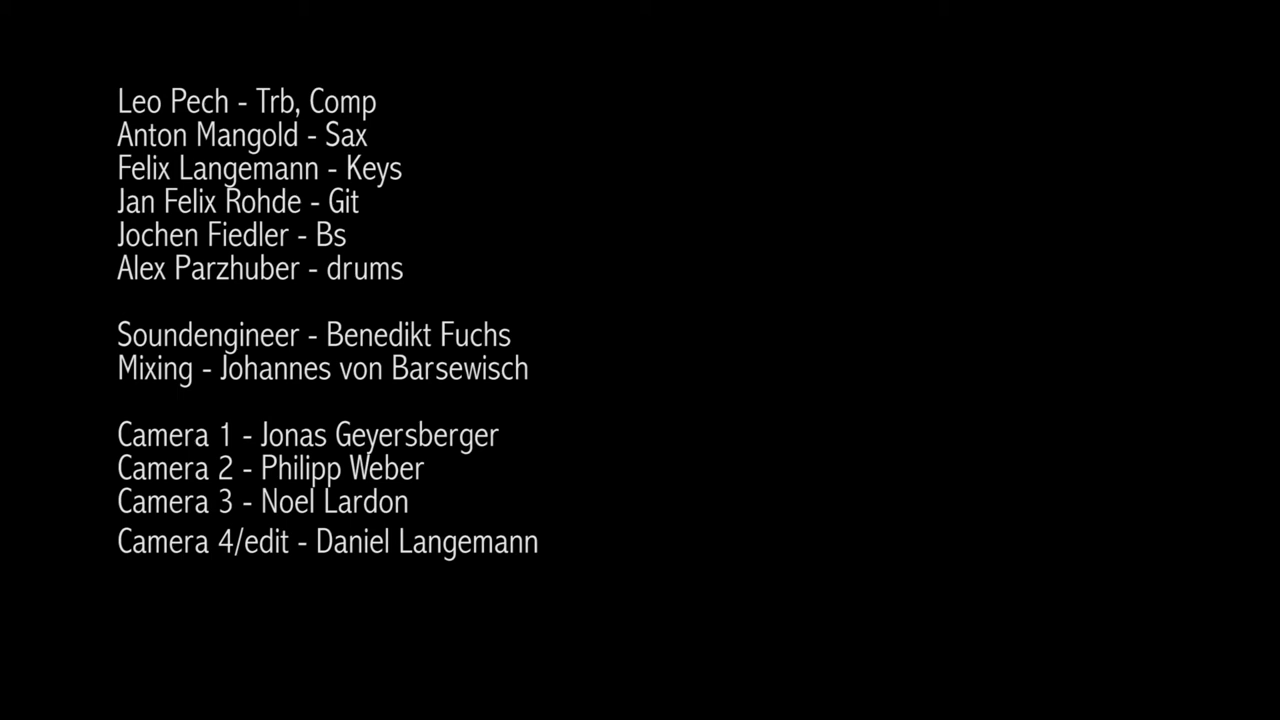 Leo Pech - Trb, Comp
Anton Mangold - Sax
Felix Langemann - Keys
Jan Felix Rohde - Git
Jochen Fiedler - Bs
Alex Parzhuber - drums
Soundengineer - Benedikt Fuchs
Mixing - Johannes von Barsewisch
Camera 1 - Jonas Geyersberger
Camera 2 - Philipp Weber
Camera 3 - Noel Lardon
Camera 4/edit - Daniel Langemann